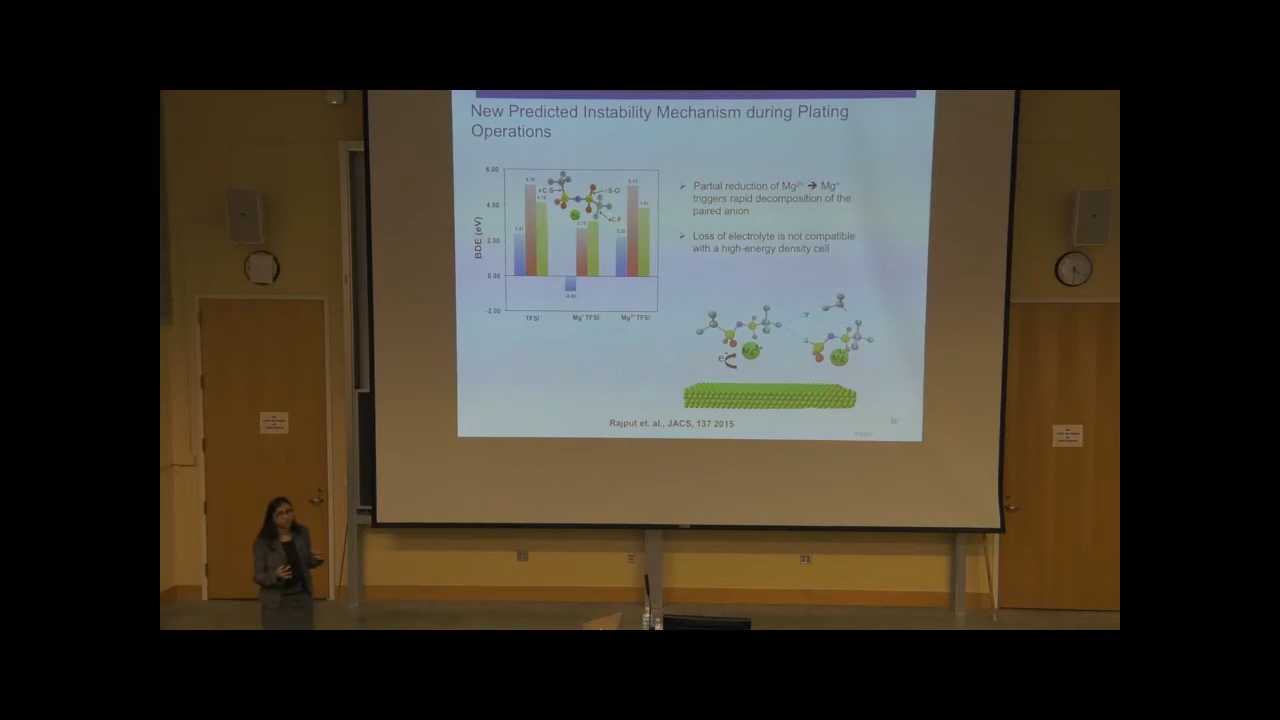 New Predicted Instability Mechanism during Plating
Operations
6.00
4.00
2.00
0.00
-2.00
BDE (eV)
C-S
S-O
C-F
TFSI
Mg⁺TFSI
Mg²⁺TFSI
➢ Partial reduction of Mg²⁺ ➔ Mg⁺
triggers rapid decomposition of the
paired anion
➢ Loss of electrolyte is not compatible
with a high-energy density cell
e⁻
Mg²⁺
Rajput et. al., JACS, 137 2015